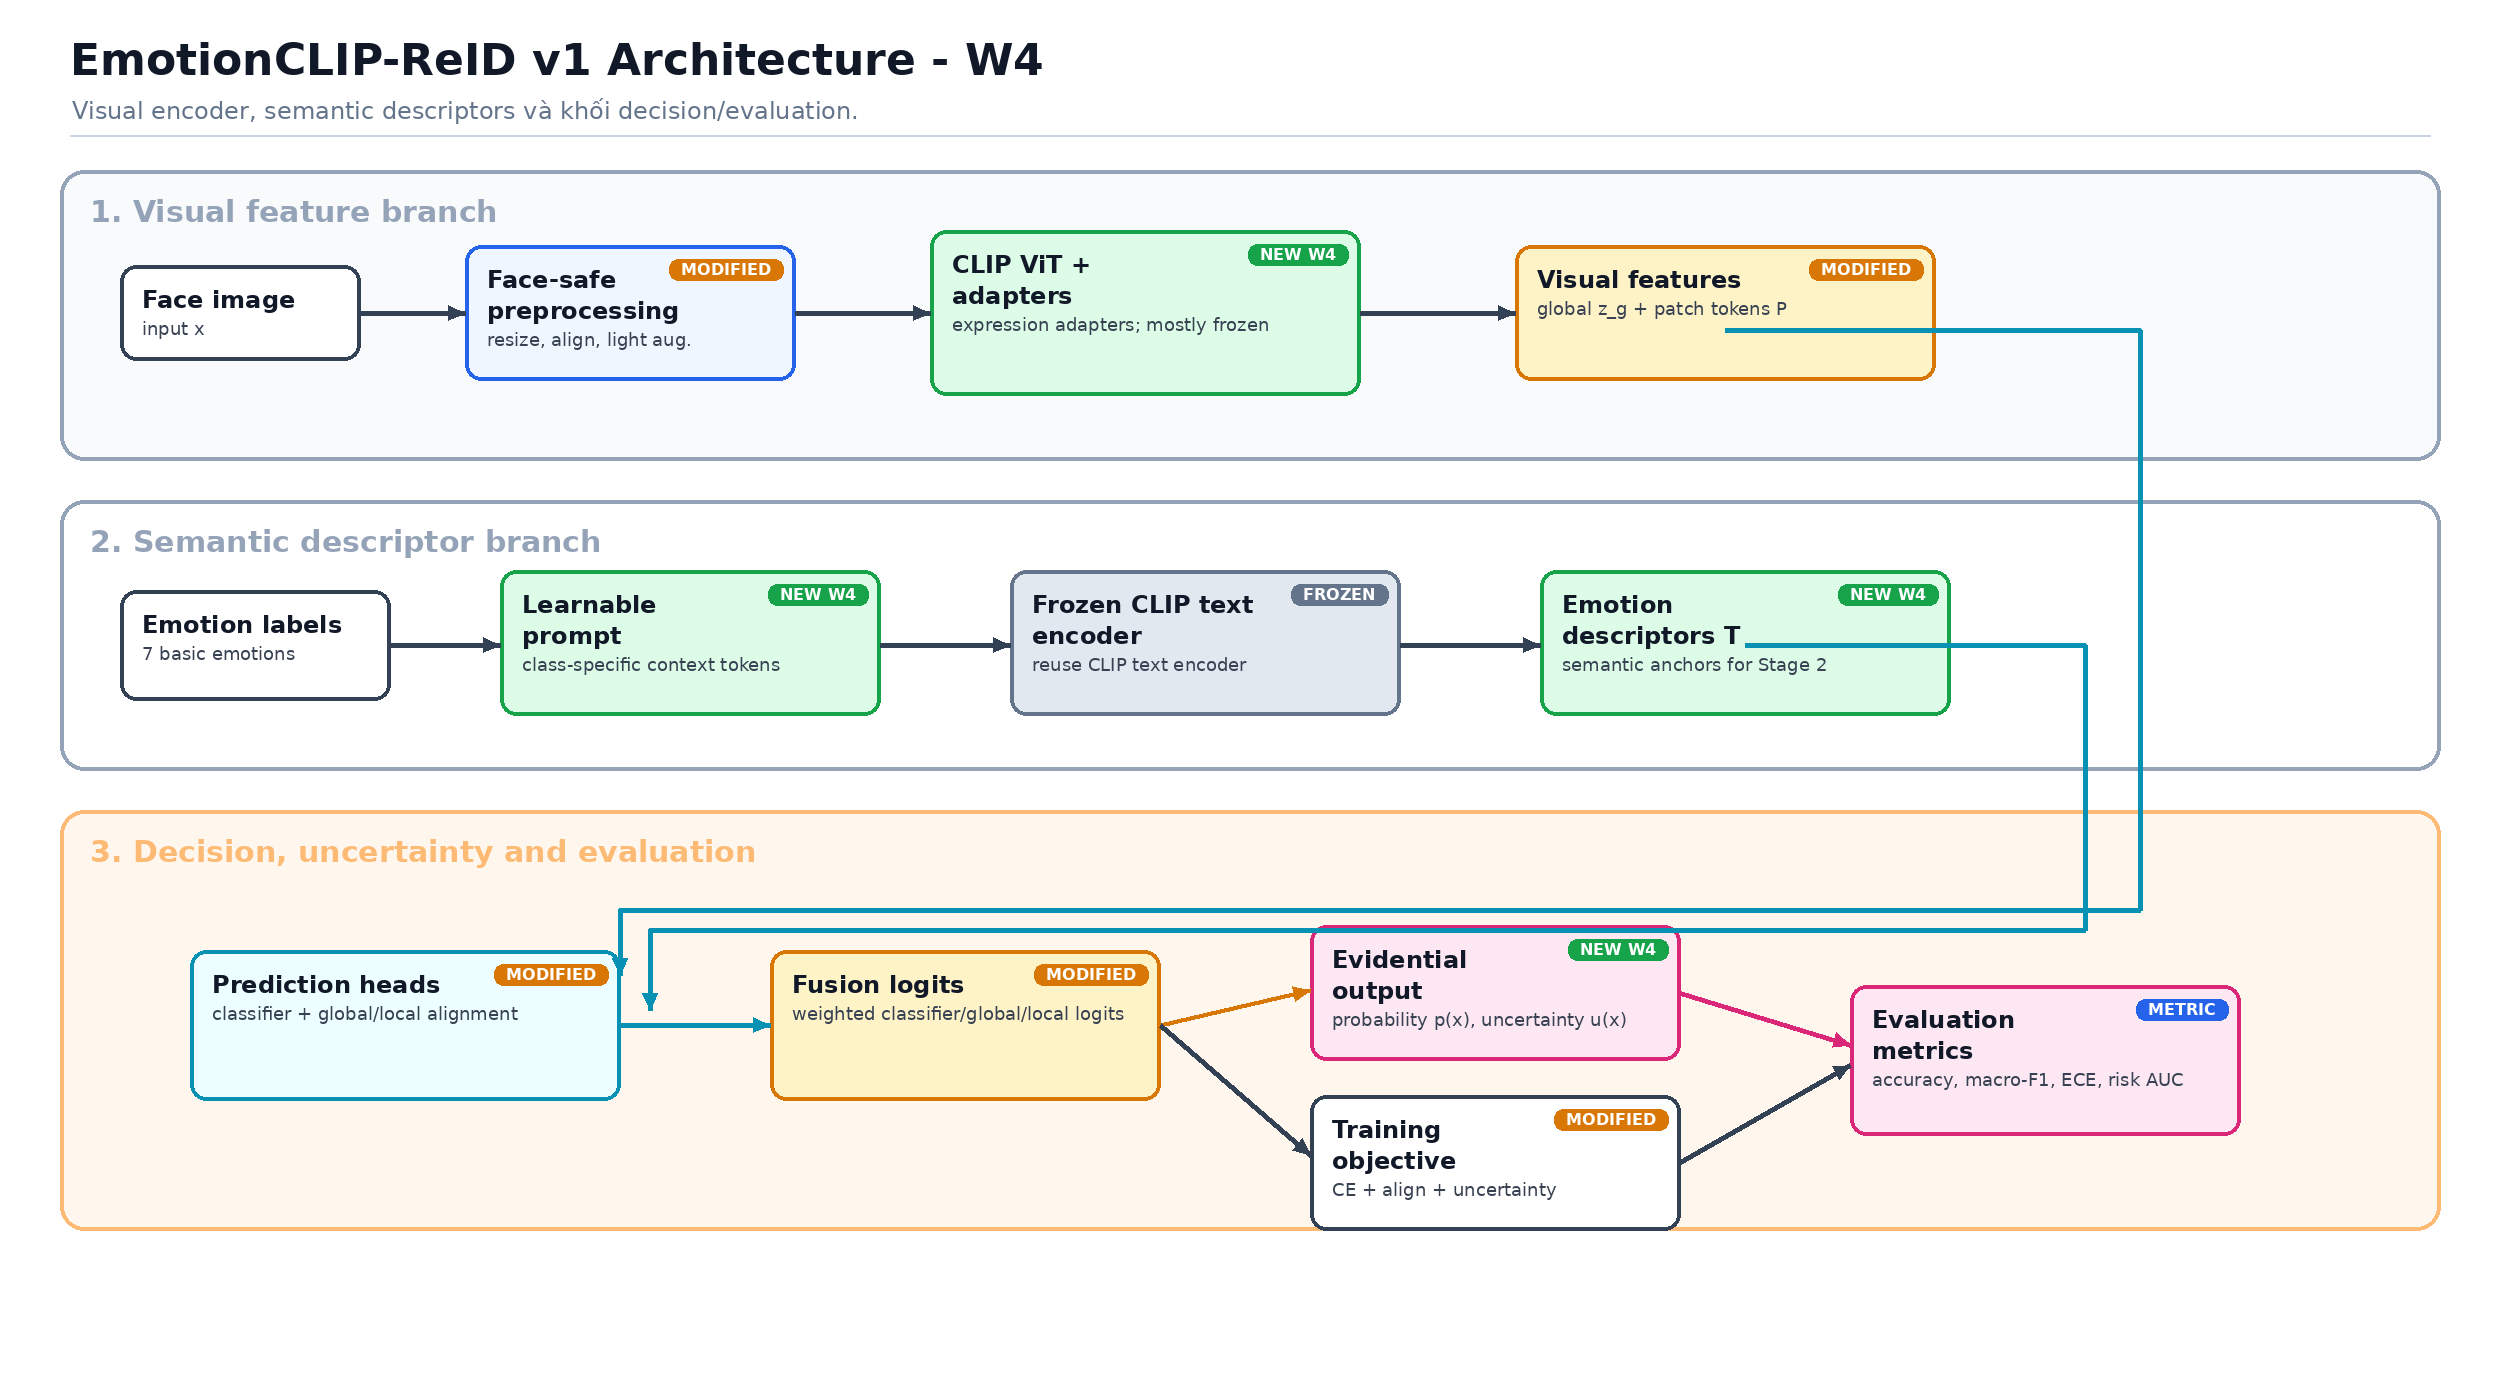 EmotionCLIP-ReID v1 Architecture - W4
Visual encoder, semantic descriptors và khối decision/evaluation.
1. Visual feature branch
Face image
input x
MODIFIED
Face-safe
preprocessing
resize, align, light aug.
NEW W4
CLIP ViT +
adapters
expression adapters; mostly frozen
MODIFIED
Visual features
global z_g + patch tokens P
2. Semantic descriptor branch
Emotion labels
7 basic emotions
NEW W4
Learnable
prompt
class-specific context tokens
FROZEN
Frozen CLIP text
encoder
reuse CLIP text encoder
NEW W4
Emotion
descriptors T
semantic anchors for Stage 2
3. Decision, uncertainty and evaluation
MODIFIED
Prediction heads
classifier + global/local alignment
MODIFIED
Fusion logits
weighted classifier/global/local logits
NEW W4
Evidential
output
probability p(x), uncertainty u(x)
MODIFIED
Training
objective
CE + align + uncertainty
METRIC
Evaluation
metrics
accuracy, macro-F1, ECE, risk AUC